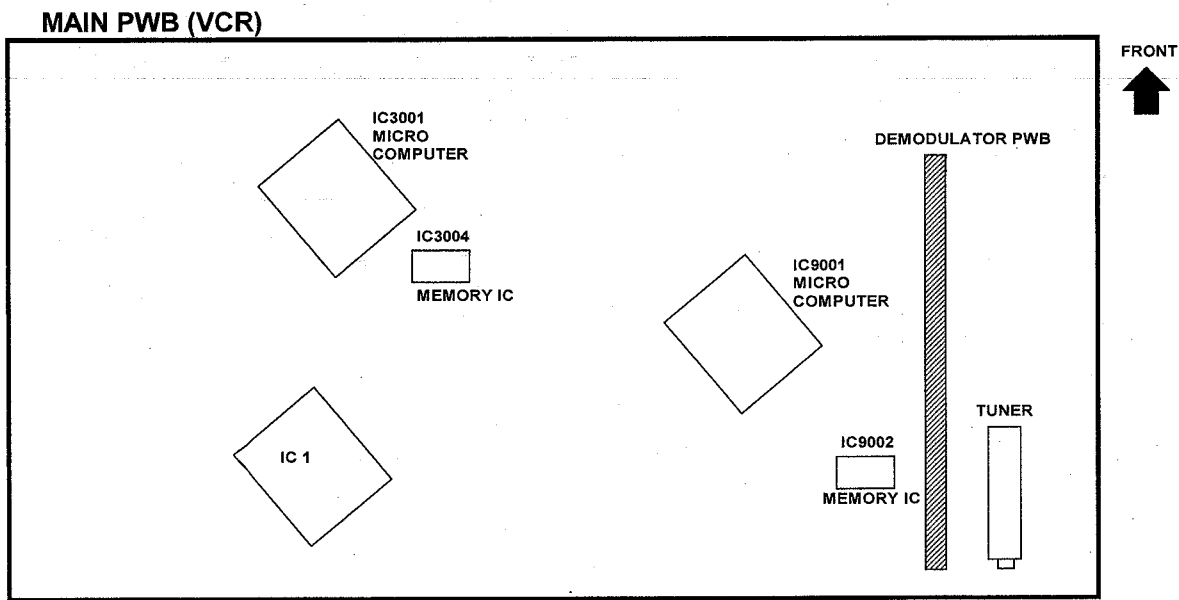 MAIN PWB (VCR)
FRONT
IC3001
MICRO
COMPUTER
DEMODULATOR PWB
IC3004
MEMORY IC
IC9001
MICRO
COMPUTER
TUNER
IC 1
IC9002
MEMORY IC